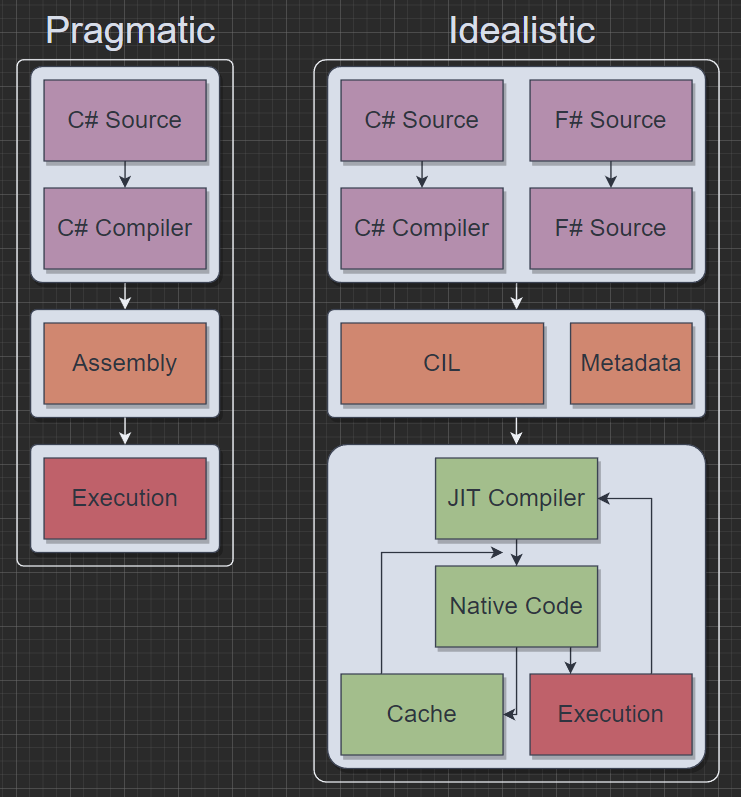 Pragmatic
C# Source
C# Compiler
Assembly
Execution
Idealistic
C# Source
F# Source
C# Compiler
F# Source
CIL
Metadata
JIT Compiler
Native Code
Cache
Execution